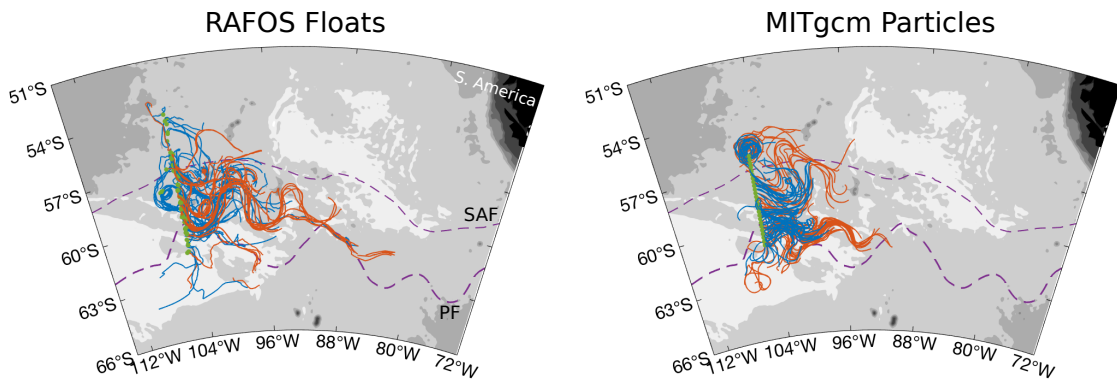 RAFOS Floats
MITgcm Particles
51°S
54°S
57°S
60°S
63°S
66°S
112°W
104°W
96°W
88°W
80°W
72°W
S. America
SAF
PF
51°S
54°S
57°S
60°S
63°S
66°S
112°W
104°W
96°W
88°W
80°W
72°W